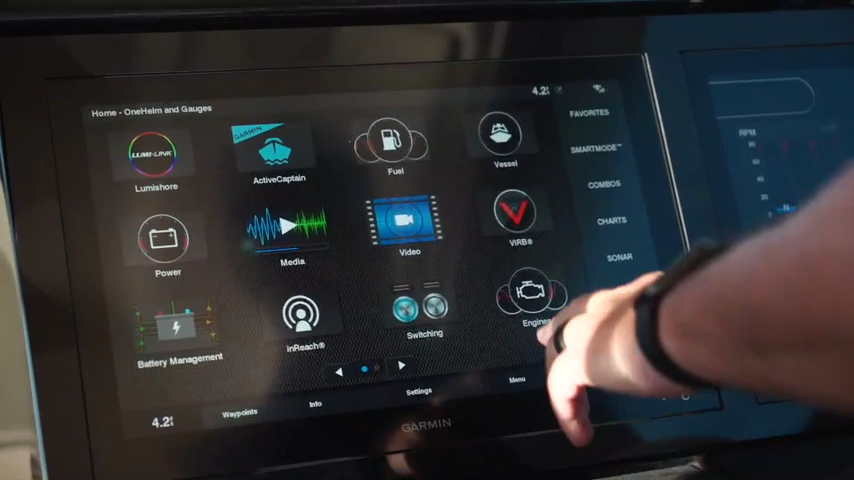 Home - OneHelm and Gauges
4.2
LUMI-LINK
Lumishore
GARMIN
ActiveCaptain
Fuel
Vessel
FAVORITES
SMARTMODE™
COMBOS
CHARTS
SONAR
Power
Media
Video
VIRB®
Battery Management
inReach®
Switching
Engines
4.2
Waypoints
Info
Settings
Menu
GARMIN
RPM
N